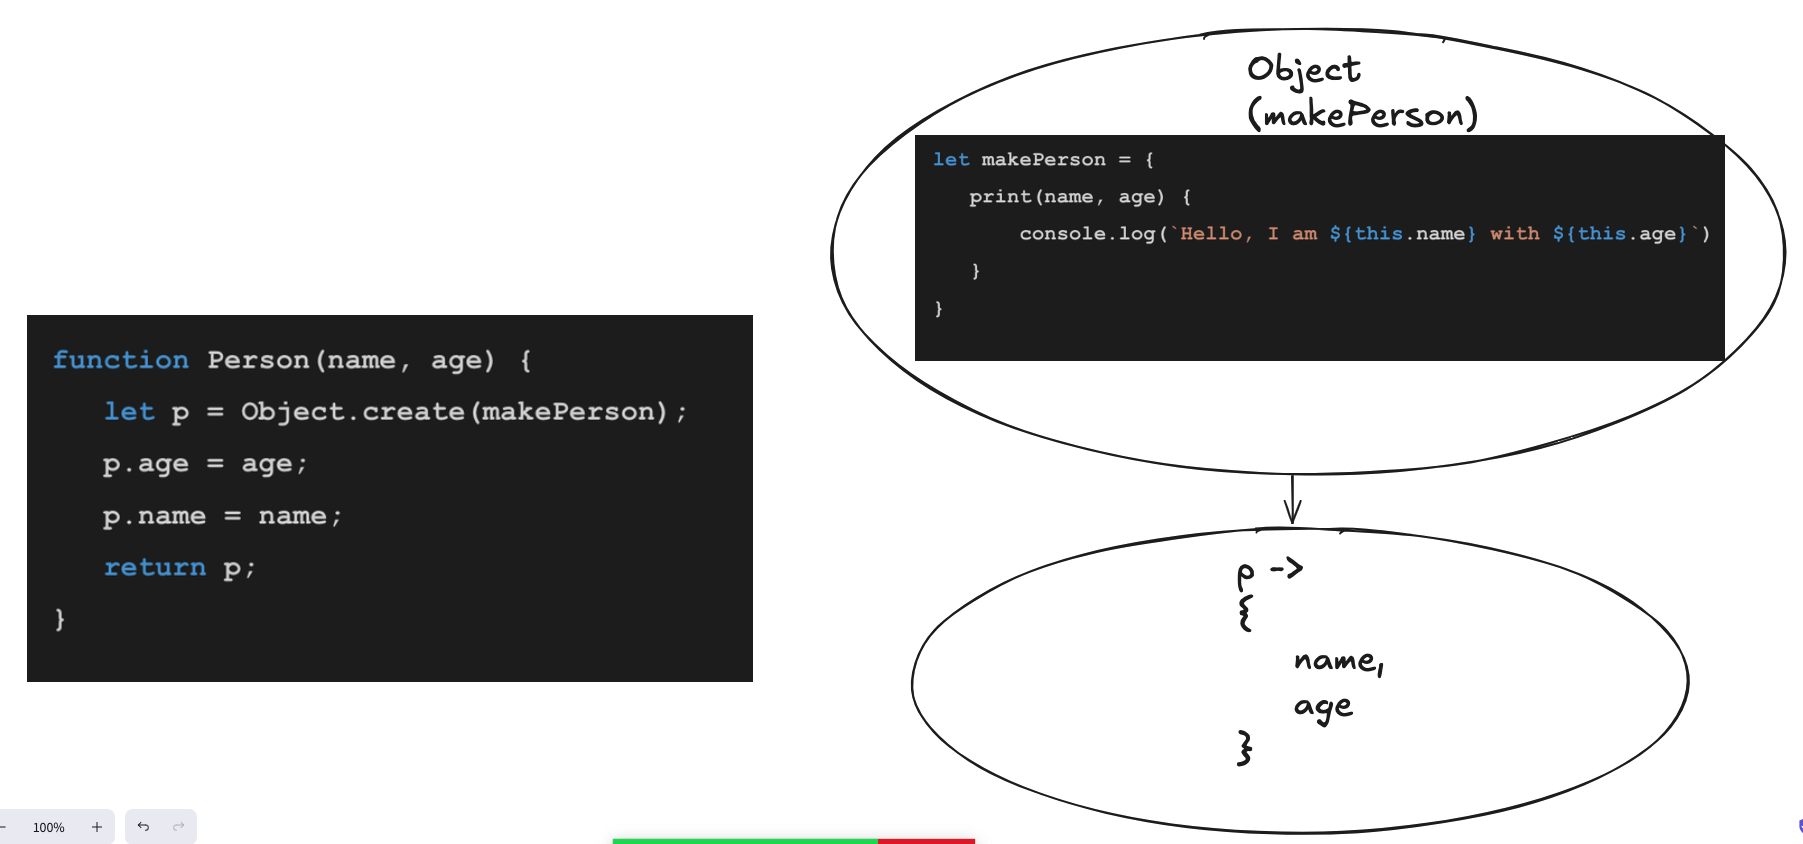 Object
(makePerson)
let makePerson = {
print(name, age) {
console.log(`Hello, I am ${this.name} with ${this.age}`)
}
}
function Person(name, age) {
let p = Object.create(makePerson);
p.age = age;
p.name = name;
return p;
}
p ->
{
name,
age
}
100%